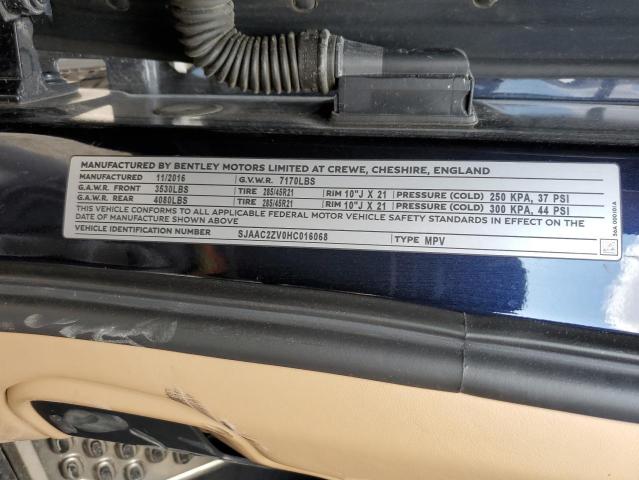 MANUFACTURED BY BENTLEY MOTORS LIMITED AT CREWE, CHESHIRE, ENGLAND
MANUFACTURED 11/2016 G.V.W.R. 7170LBS
G.A.W.R. FRONT 3530LBS TIRE 285/45R21 RIM 10"J X 21 PRESSURE (COLD) 250 KPA, 37 PSI
G.A.W.R. REAR 4080LBS TIRE 285/45R21 RIM 10"J X 21 PRESSURE (COLD) 300 KPA, 44 PSI
THIS VEHICLE CONFORMS TO ALL APPLICABLE FEDERAL MOTOR VEHICLE SAFETY STANDARDS IN EFFECT ON THE
DATE OF MANUFACTURE SHOWN ABOVE.
VEHICLE IDENTIFICATION NUMBER SJAAC2ZV0HC016068 TYPE MPV